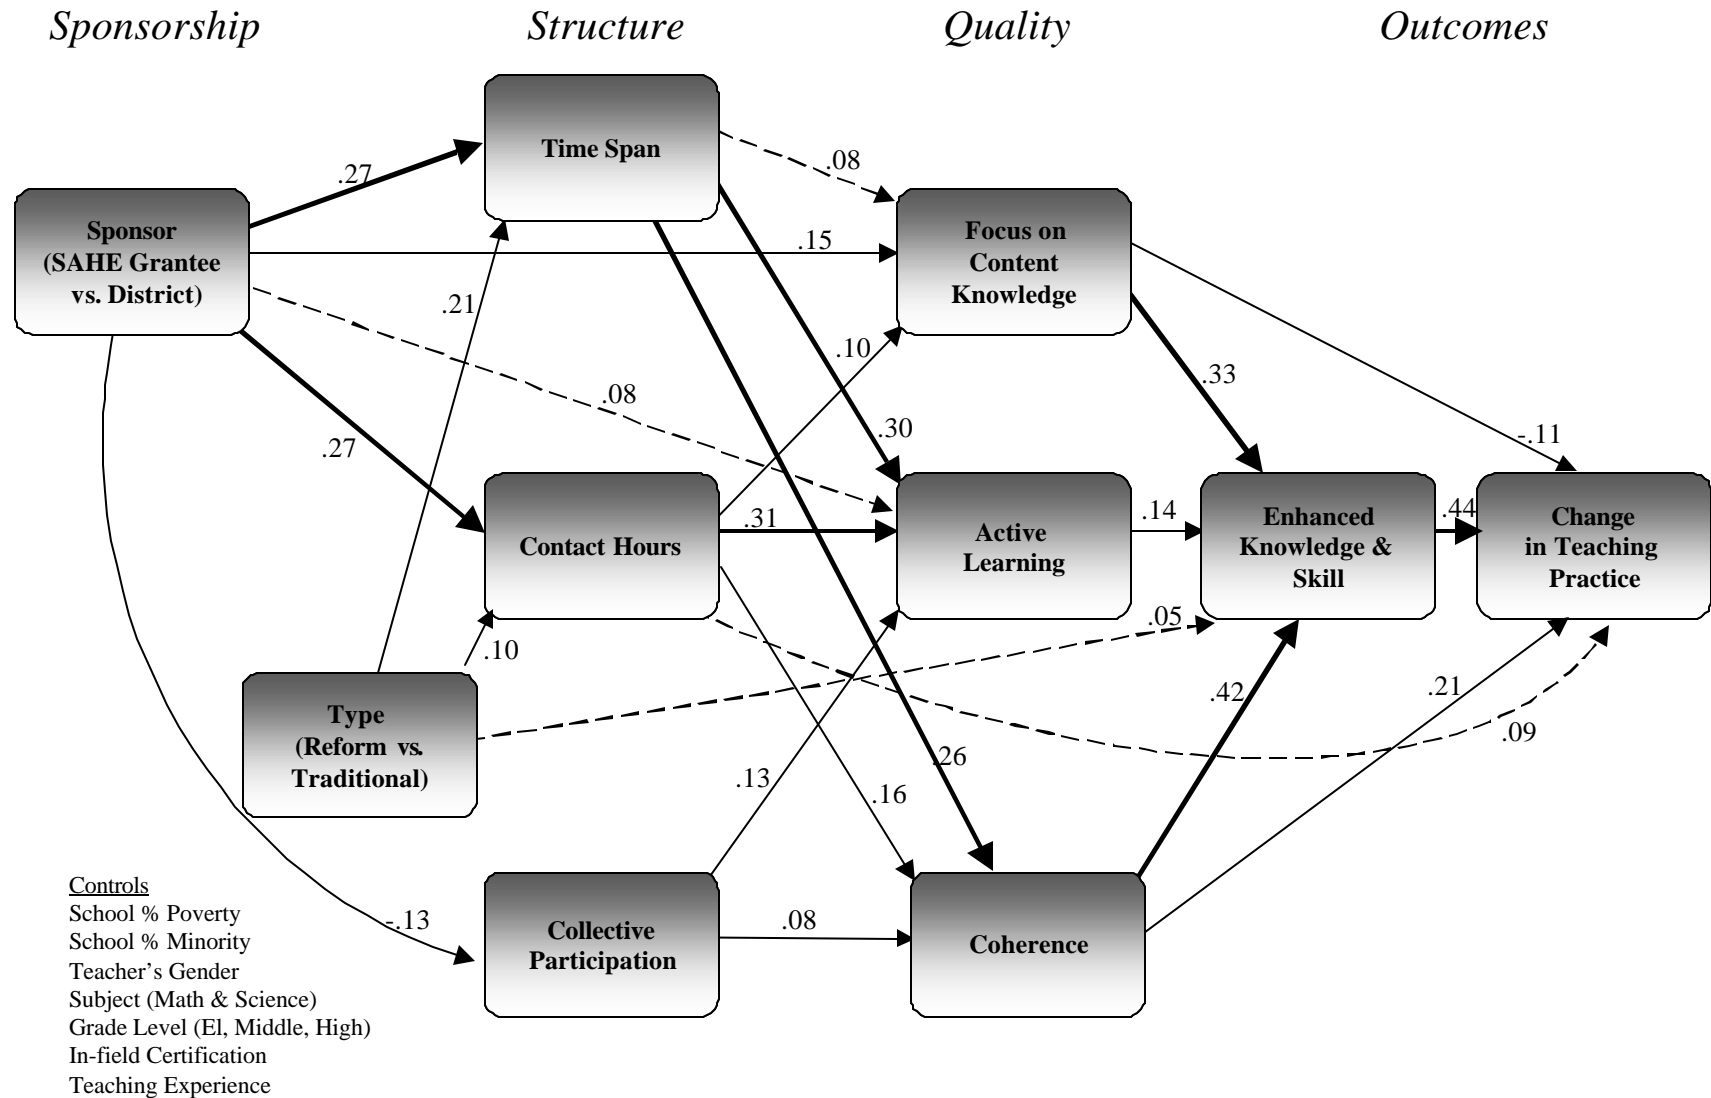 Sponsorship
Structure
Quality
Outcomes
Time Span
.27
.08
Sponsor
(SAHE Grantee
vs. District)
.15
Focus on
Content
Knowledge
.21
.10
.33
.08
.27
.30
-.11
Contact Hours
.31
Active
Learning
.14
Enhanced
Knowledge &
Skill
.44
Change
in Teaching
Practice
.10
.05
Type
(Reform vs.
Traditional)
.42
.21
.09
.13
.26
.16
Controls
School % Poverty
School % Minority
Teacher's Gender
Subject (Math & Science)
Grade Level (El, Middle, High)
In-field Certification
Teaching Experience
-.13
Collective
Participation
.08
Coherence